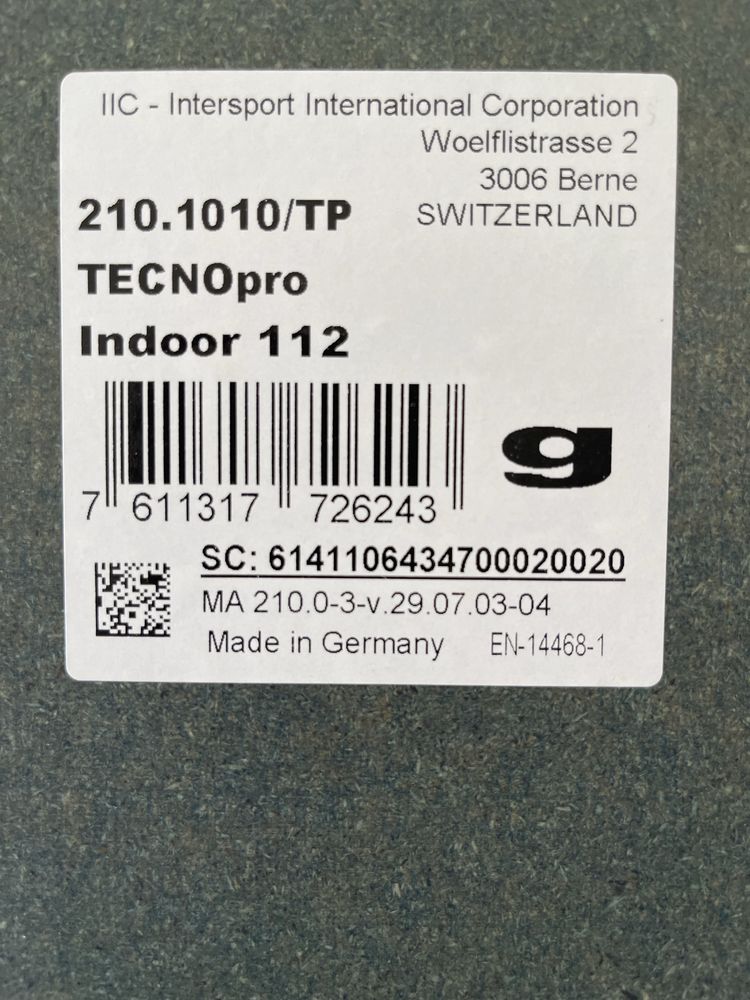 IIC - Intersport International Corporation
Woelflistrasse 2
3006 Berne
SWITZERLAND
210.1010/TP
TECNOpro
Indoor 112
7 611317 726243
g
SC: 6141106434700020020
MA 210.0-3-v.29.07.03-04
Made in Germany EN-14468-1